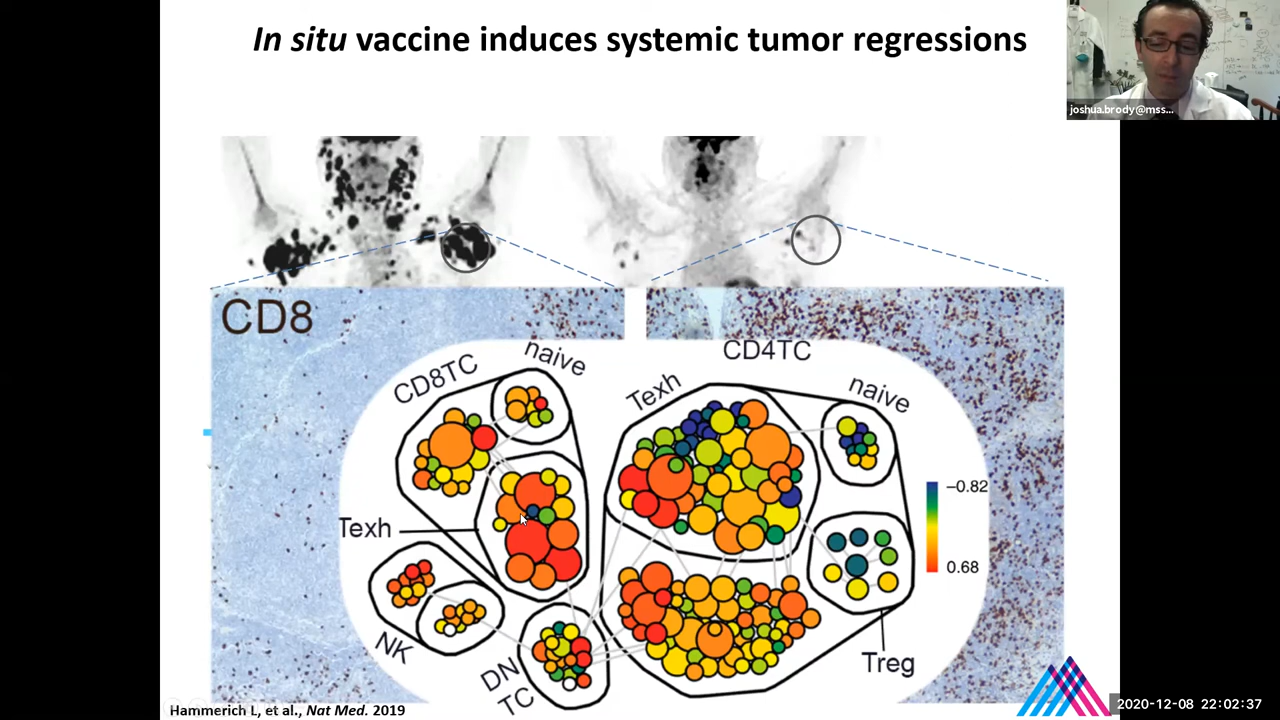 In situ vaccine induces systemic tumor regressions
joshua.brody@mss...
CD8
CD8TC
naive
CD4TC
Texh
naive
−0.82
0.68
Texh
NK
DN
TC
Treg
Hammerich L, et al., Nat Med. 2019
2020-12-08 22:02:37